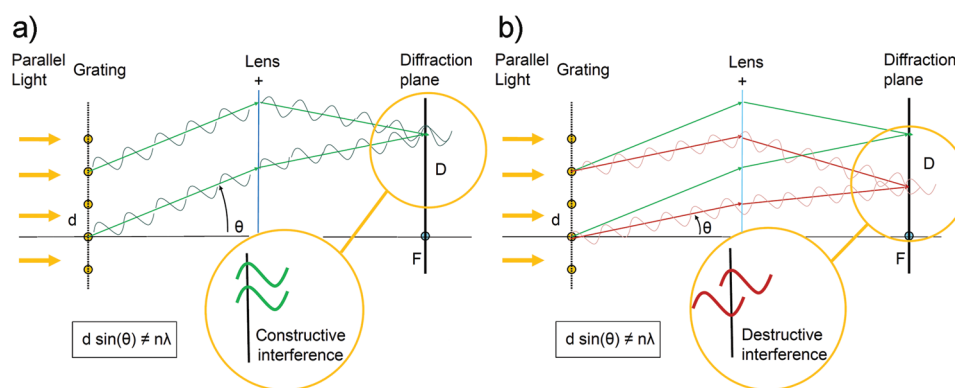 a)
Parallel
Light
Grating
Lens
+
Diffraction
plane
D
d
θ
F
d sin(θ) ≠ nλ
Constructive
interference
b)
Parallel
Light
Grating
Lens
+
Diffraction
plane
D
d
θ
F
d sin(θ) ≠ nλ
Destructive
interference